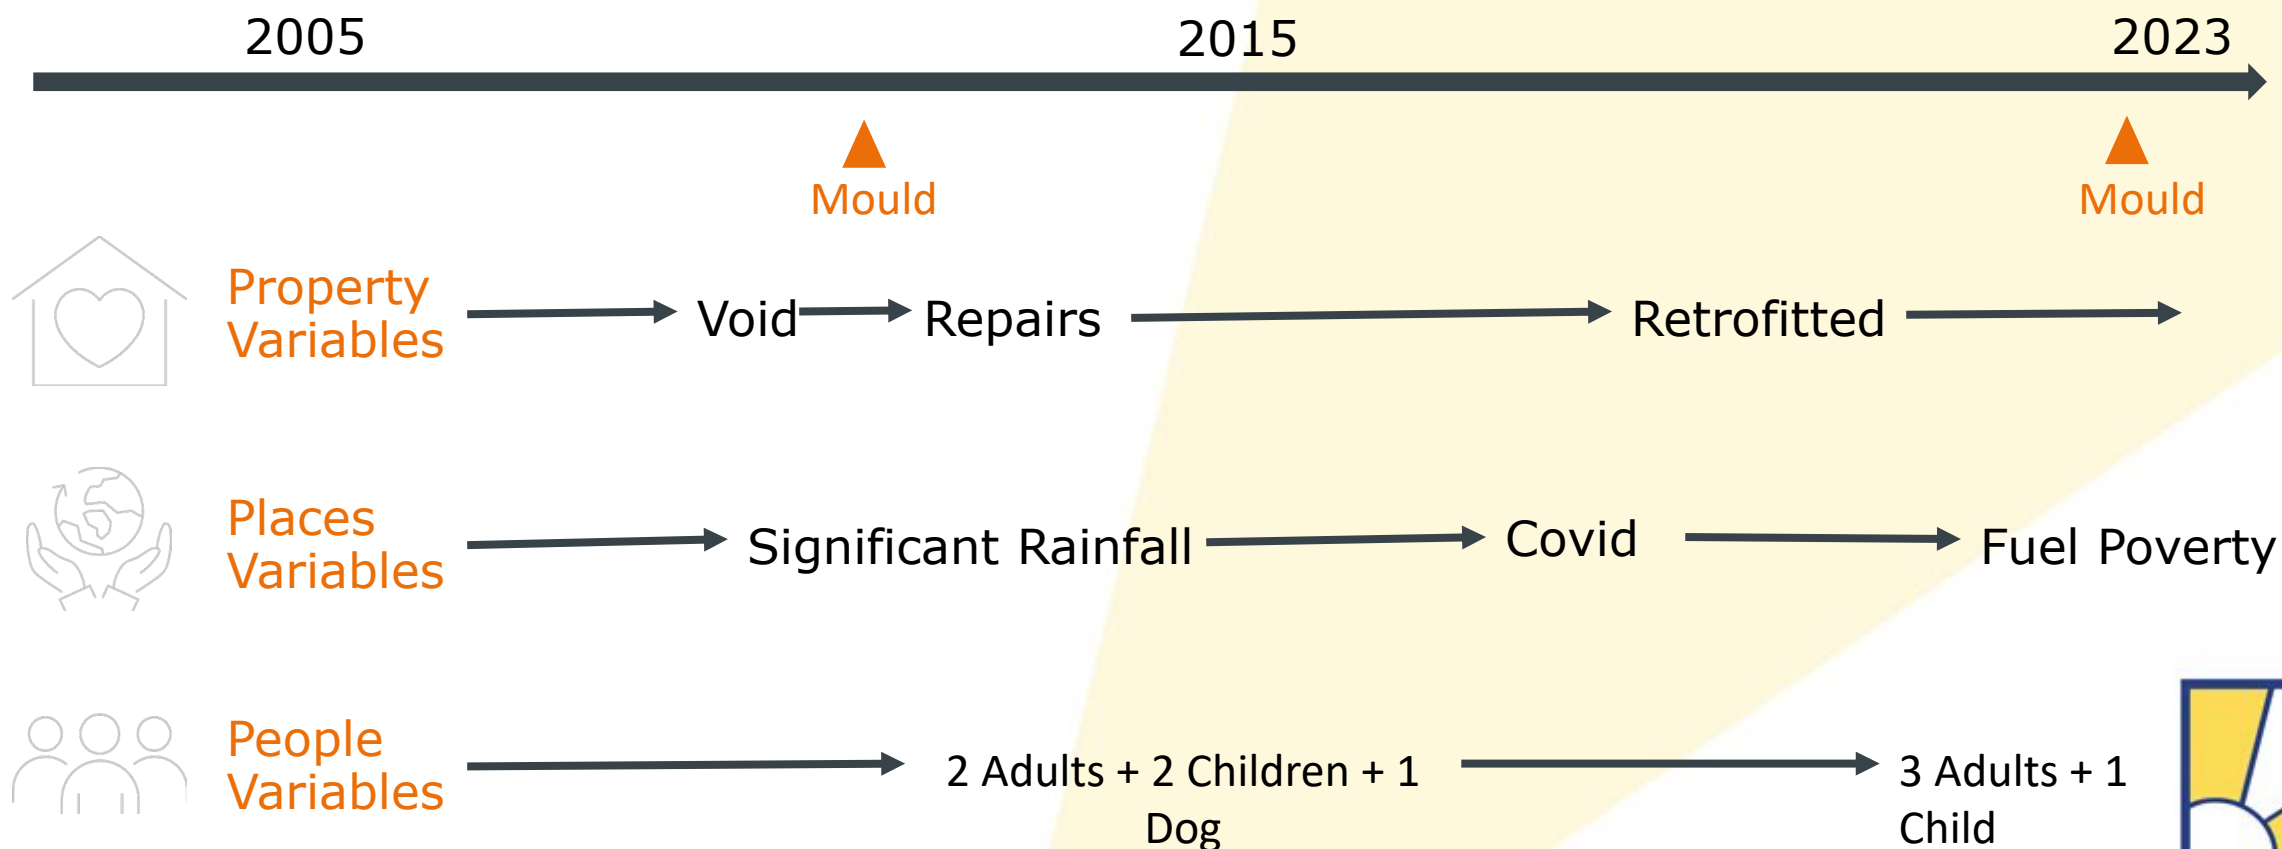 2005
2015
2023
Mould
Mould
Property
Variables
Void
Repairs
Retrofitted
Places
Variables
Significant Rainfall
Covid
Fuel Poverty
People
Variables
2 Adults + 2 Children + 1
Dog
3 Adults + 1
Child